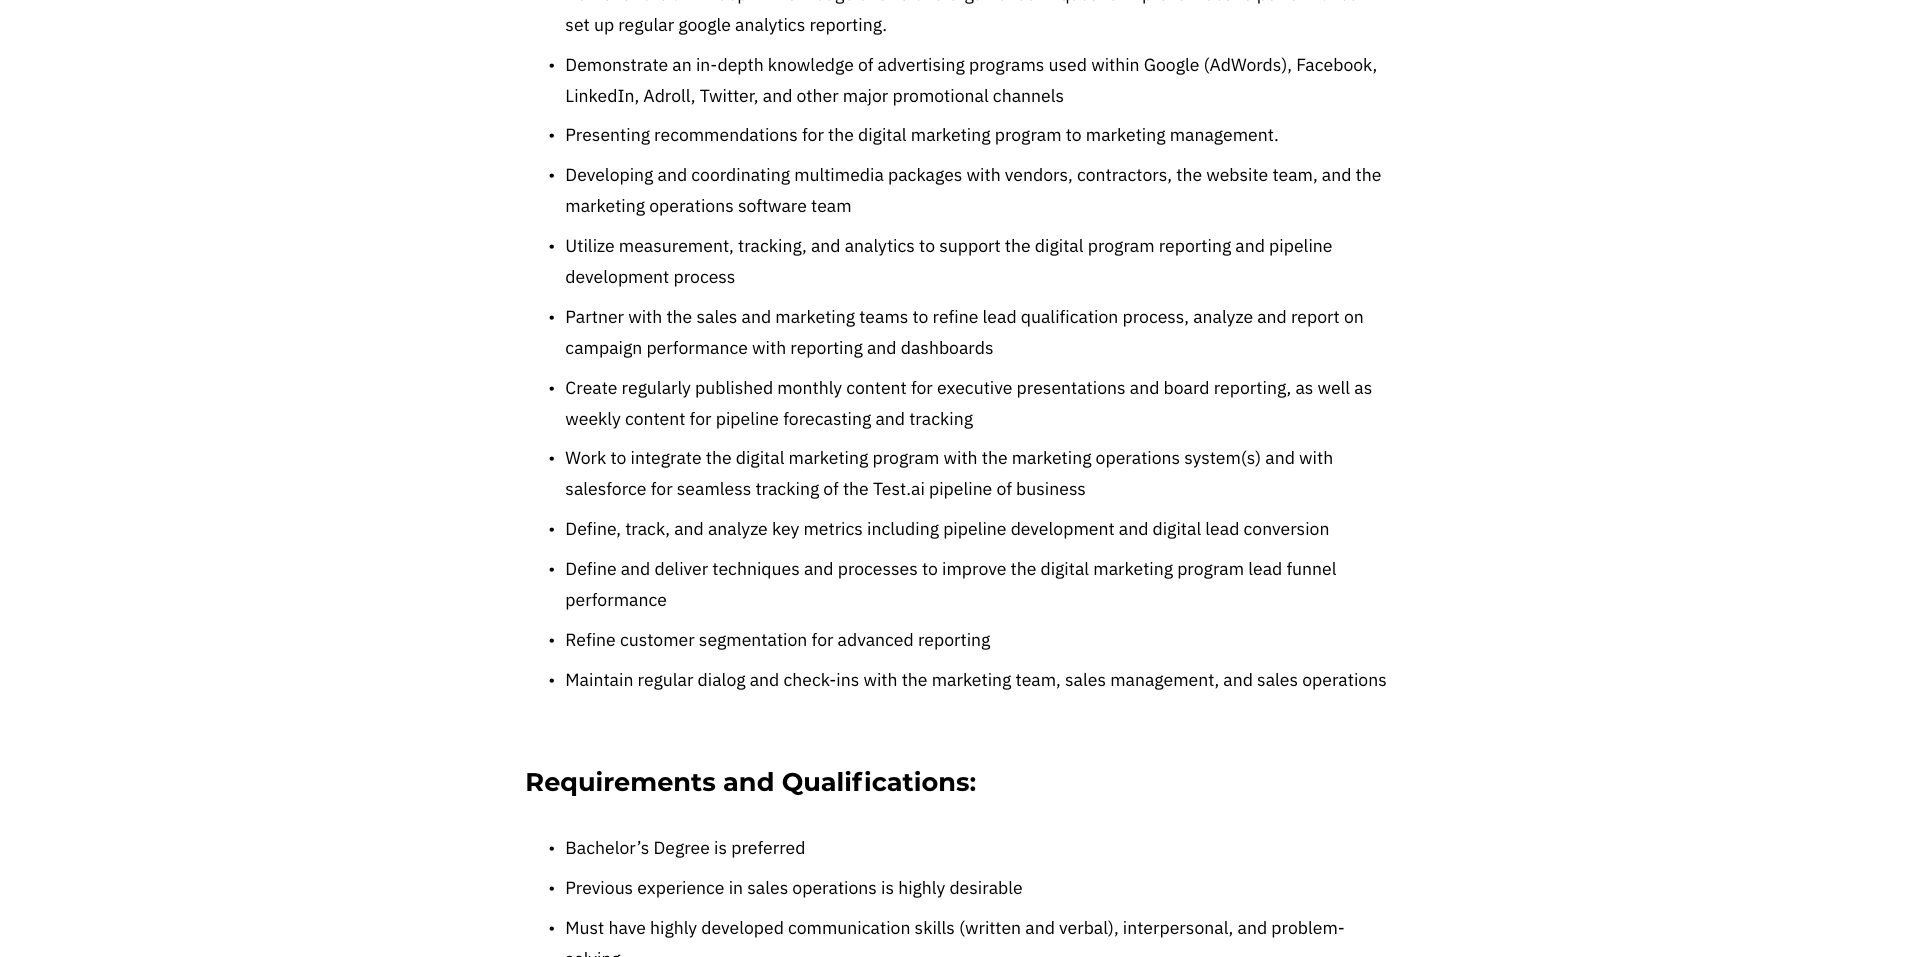 set up regular google analytics reporting.
• Demonstrate an in-depth knowledge of advertising programs used within Google (AdWords), Facebook,
LinkedIn, Adroll, Twitter, and other major promotional channels
• Presenting recommendations for the digital marketing program to marketing management.
• Developing and coordinating multimedia packages with vendors, contractors, the website team, and the
marketing operations software team
• Utilize measurement, tracking, and analytics to support the digital program reporting and pipeline
development process
• Partner with the sales and marketing teams to refine lead qualification process, analyze and report on
campaign performance with reporting and dashboards
• Create regularly published monthly content for executive presentations and board reporting, as well as
weekly content for pipeline forecasting and tracking
• Work to integrate the digital marketing program with the marketing operations system(s) and with
salesforce for seamless tracking of the Test.ai pipeline of business
• Define, track, and analyze key metrics including pipeline development and digital lead conversion
• Define and deliver techniques and processes to improve the digital marketing program lead funnel
performance
• Refine customer segmentation for advanced reporting
• Maintain regular dialog and check-ins with the marketing team, sales management, and sales operations
Requirements and Qualifications:
• Bachelor’s Degree is preferred
• Previous experience in sales operations is highly desirable
• Must have highly developed communication skills (written and verbal), interpersonal, and problem-
solving